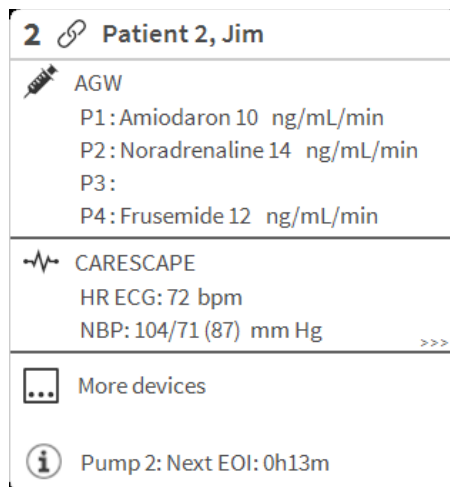 2 Patient 2, Jim
AGW
P1 : Amiodaron 10 ng/mL/min
P2 : Noradrenaline 14 ng/mL/min
P3 :
P4 : Frusemide 12 ng/mL/min
CARESCAPE
HR ECG: 72 bpm
NBP: 104/71 (87) mm Hg
>>>
More devices
Pump 2: Next EOI: 0h13m